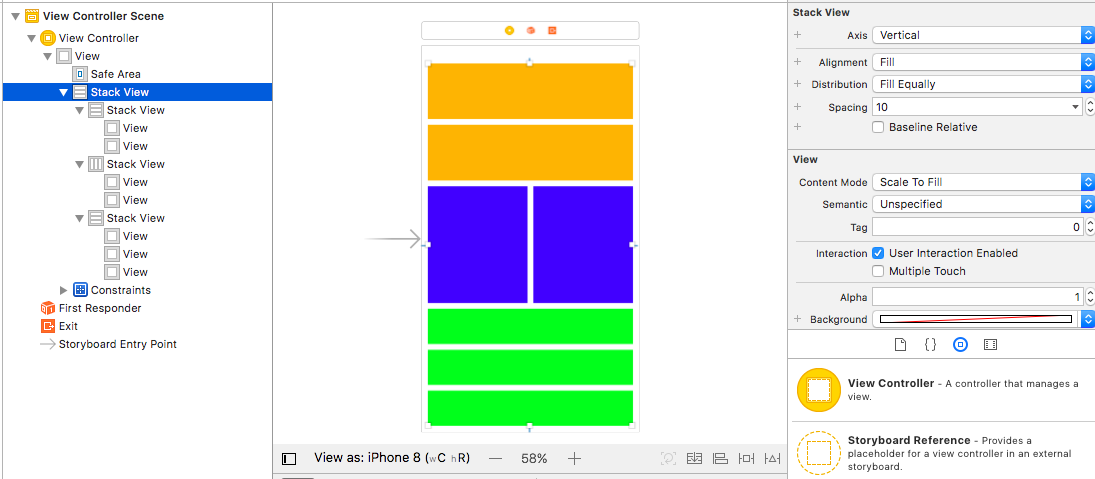 View Controller Scene
View Controller
View
Safe Area
Stack View
Stack View
View
View
Stack View
View
View
Stack View
View
View
View
Constraints
First Responder
Exit
Storyboard Entry Point
View as: iPhone 8 (wC hR)
58%
Stack View
Axis Vertical
Alignment Fill
Distribution Fill Equally
Spacing 10
Baseline Relative
View
Content Mode Scale To Fill
Semantic Unspecified
Tag 0
Interaction User Interaction Enabled
Multiple Touch
Alpha 1
Background
{}
View Controller - A controller that manages a
view.
Storyboard Reference - Provides a
placeholder for a view controller in an external
storyboard.